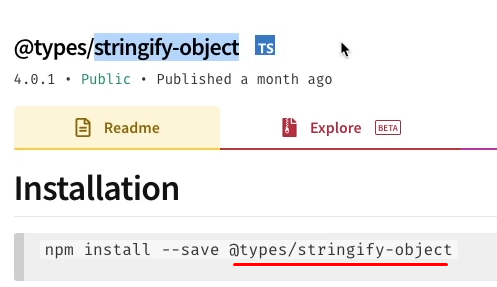 @types/stringify-object TS
4.0.1 • Public • Published a month ago
Readme
Explore BETA
Installation
npm install --save @types/stringify-object